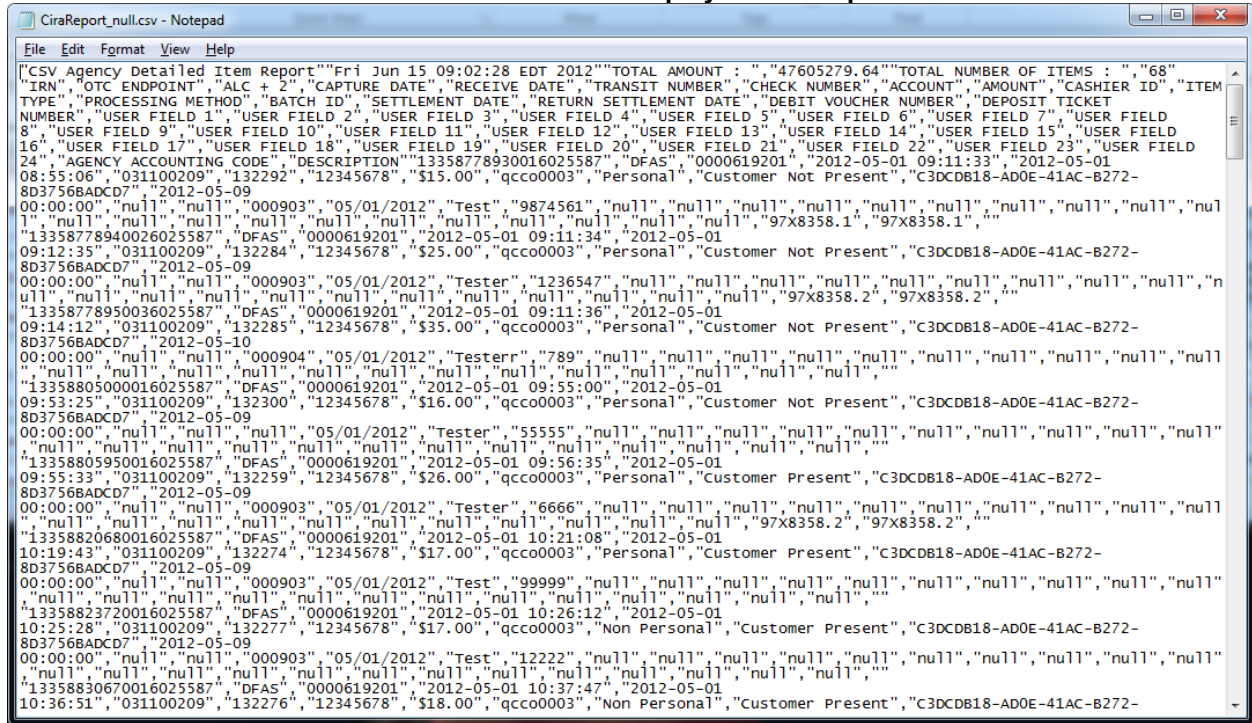 CiraReport_null.csv - Notepad
File Edit Format View Help
"CSV Agency Detailed Item Report""Fri Jun 15 09:02:28 EDT 2012""TOTAL AMOUNT : ","47605279.64""TOTAL NUMBER OF ITEMS : ","68"
"IRN","OTC ENDPOINT","ALC + 2","CAPTURE DATE","RECEIVE DATE","TRANSIT NUMBER","CHECK NUMBER","ACCOUNT","AMOUNT","CASHIER ID","ITEM
TYPE","PROCESSING METHOD","BATCH ID","SETTLEMENT DATE","RETURN SETTLEMENT DATE","DEBIT VOUCHER NUMBER","DEPOSIT TICKET
NUMBER","USER FIELD 1","USER FIELD 2","USER FIELD 3","USER FIELD 4","USER FIELD 5","USER FIELD 6","USER FIELD 7","USER FIELD
8","USER FIELD 9","USER FIELD 10","USER FIELD 11","USER FIELD 12","USER FIELD 13","USER FIELD 14","USER FIELD 15","USER FIELD
16","USER FIELD 17","USER FIELD 18","USER FIELD 19","USER FIELD 20","USER FIELD 21","USER FIELD 22","USER FIELD 23","USER FIELD
24","AGENCY ACCOUNTING CODE","DESCRIPTION""13358778930016025587","DFAS","0000619201","2012-05-01 09:11:33","2012-05-01
08:55:06","031100209","132292","12345678","$15.00","qcco0003","Personal","Customer Not Present","C3DCDB18-AD0E-41AC-B272-
8D3756BADCD7","2012-05-09
00:00:00","null","null","000903","05/01/2012","Test","9874561","null","null","null","null","null","null","null","null","nul
l","null","null","null","null","null","null","null","null","null","null","97X8358.1","97X8358.1",""
"13358778940026025587","DFAS","0000619201","2012-05-01 09:11:34","2012-05-01
09:12:35","031100209","132284","12345678","$25.00","qcco0003","Personal","Customer Not Present","C3DCDB18-AD0E-41AC-B272-
8D3756BADCD7","2012-05-09
00:00:00","null","null","000903","05/01/2012","Tester","1236547","null","null","null","null","null","null","null","null","n
ull","null","null","null","null","null","null","null","null","null","null","97X8358.2","97X8358.2",""
"13358778950036025587","DFAS","0000619201","2012-05-01 09:11:36","2012-05-01
09:14:12","031100209","132285","12345678","$35.00","qcco0003","Personal","Customer Not Present","C3DCDB18-AD0E-41AC-B272-
8D3756BADCD7","2012-05-10
00:00:00","null","null","000904","05/01/2012","Testerr","789","null","null","null","null","null","null","null","null","null
","null","null","null","null","null","null","null","null","null","null","null","null",""
"13358805000016025587","DFAS","0000619201","2012-05-01 09:55:00","2012-05-01
09:53:25","031100209","132300","12345678","$16.00","qcco0003","Personal","Customer Not Present","C3DCDB18-AD0E-41AC-B272-
8D3756BADCD7","2012-05-09
00:00:00","null","null","null","05/01/2012","Tester","55555","null","null","null","null","null","null","null","null","null"
,"null","null","null","null","null","null","null","null","null","null","null","null",""
"13358805950016025587","DFAS","0000619201","2012-05-01 09:56:35","2012-05-01
09:55:33","031100209","132259","12345678","$26.00","qcco0003","Personal","Customer Present","C3DCDB18-AD0E-41AC-B272-
8D3756BADCD7","2012-05-09
00:00:00","null","null","000903","05/01/2012","Tester","6666","null","null","null","null","null","null","null","null","null
","null","null","null","null","null","null","null","null","null","null","97X8358.2","97X8358.2",""
"13358820680016025587","DFAS","0000619201","2012-05-01 10:21:08","2012-05-01
10:19:43","031100209","132274","12345678","$17.00","qcco0003","Personal","Customer Present","C3DCDB18-AD0E-41AC-B272-
8D3756BADCD7","2012-05-09
00:00:00","null","null","000903","05/01/2012","Test","99999","null","null","null","null","null","null","null","null","null"
,"null","null","null","null","null","null","null","null","null","null","null","null",""
"13358823720016025587","DFAS","0000619201","2012-05-01 10:26:12","2012-05-01
10:25:28","031100209","132277","12345678","$17.00","qcco0003","Non Personal","Customer Present","C3DCDB18-AD0E-41AC-B272-
8D3756BADCD7","2012-05-09
00:00:00","null","null","000903","05/01/2012","Test","12222","null","null","null","null","null","null","null","null","null"
,"null","null","null","null","null","null","null","null","null","null","null","null",""
"13358830670016025587","DFAS","0000619201","2012-05-01 10:37:47","2012-05-01
10:36:51","031100209","132276","12345678","$18.00","qcco0003","Non Personal","Customer Present","C3DCDB18-AD0E-41AC-B272-